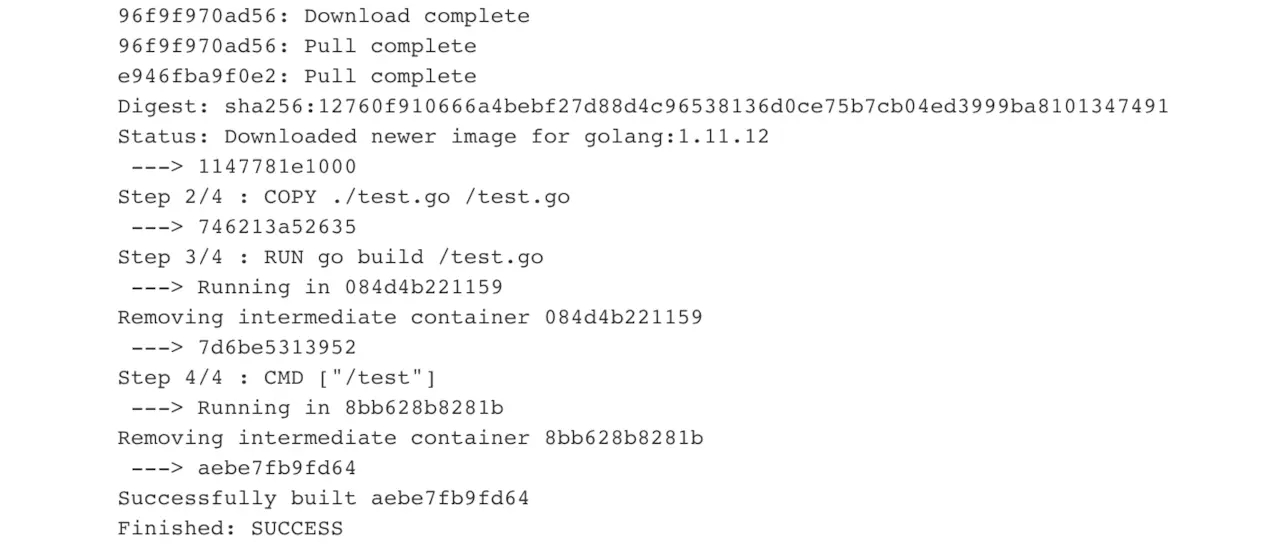 96f9f970ad56: Download complete
96f9f970ad56: Pull complete
e946fba9f0e2: Pull complete
Digest: sha256:12760f910666a4bebf27d88d4c96538136d0ce75b7cb04ed3999ba8101347491
Status: Downloaded newer image for golang:1.11.12
 ---> 1147781e1000
Step 2/4 : COPY ./test.go /test.go
 ---> 746213a52635
Step 3/4 : RUN go build /test.go
 ---> Running in 084d4b221159
Removing intermediate container 084d4b221159
 ---> 7d6be5313952
Step 4/4 : CMD ["/test"]
 ---> Running in 8bb628b8281b
Removing intermediate container 8bb628b8281b
 ---> aebe7fb9fd64
Successfully built aebe7fb9fd64
Finished: SUCCESS